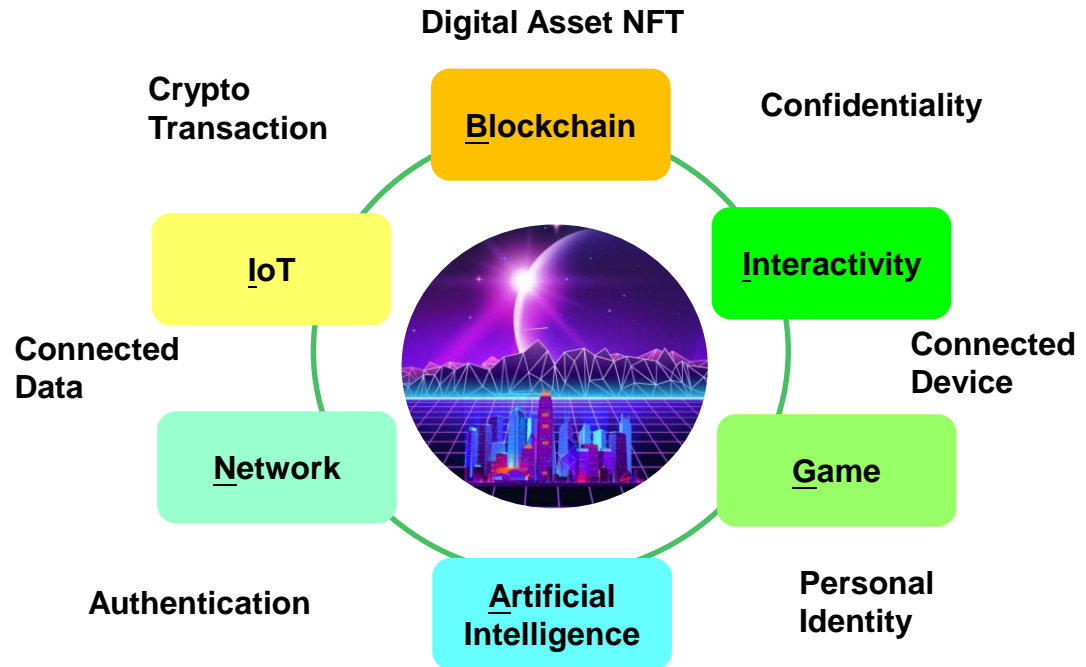 Digital Asset NFT
Crypto
Transaction
Blockchain
Confidentiality
IoT
Interactivity
Connected
Data
Connected
Device
Network
Game
Authentication
Artificial
Intelligence
Personal
Identity